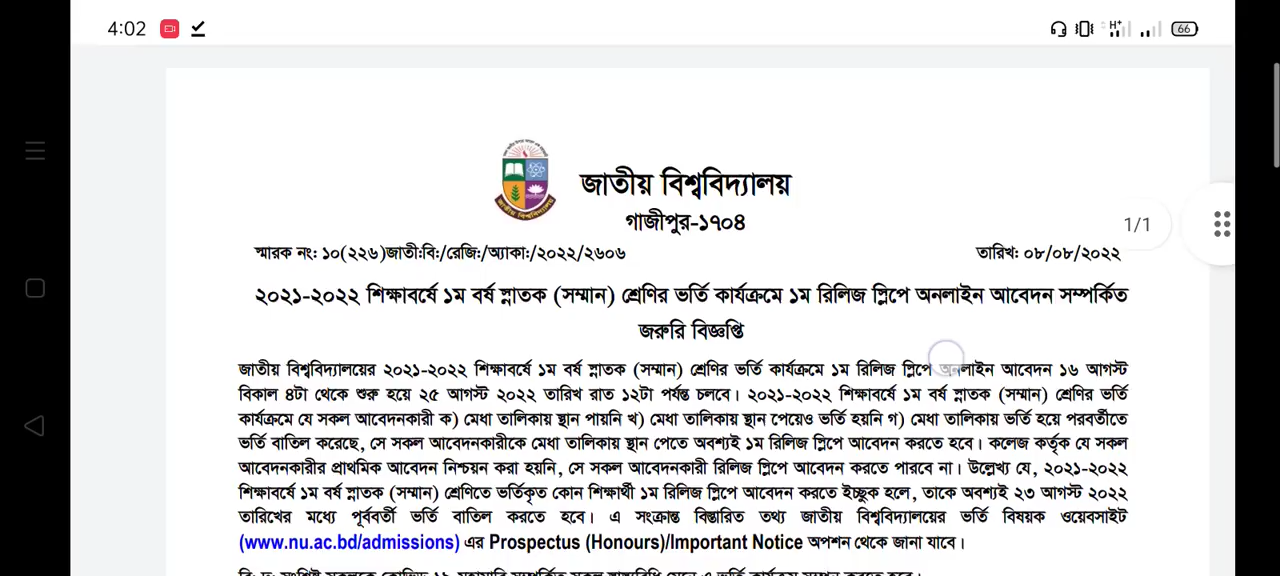 4:02
H+
66
জাতীয় বিশ্ববিদ্যালয়
গাজীপুর-১৭০৪
1/1
স্মারক নং: ১০(২২৬)জাতী:বি:/রেজি:/অ্যাকা:/২০২২/২৬০৬ তারিখ: ০৮/০৮/২০২২
২০২১-২০২২ শিক্ষাবর্ষে ১ম বর্ষ স্নাতক (সম্মান) শ্রেণির ভর্তি কার্যক্রমে ১ম রিলিজ স্লিপে অনলাইন আবেদন সম্পর্কিত
জরুরি বিজ্ঞপ্তি
জাতীয় বিশ্ববিদ্যালয়ের ২০২১-২০২২ শিক্ষাবর্ষে ১ম বর্ষ স্নাতক (সম্মান) শ্রেণির ভর্তি কার্যক্রমে ১ম রিলিজ স্লিপে অনলাইন আবেদন ১৬ আগস্ট
বিকাল ৪টা থেকে শুরু হয়ে ২৫ আগস্ট ২০২২ তারিখ রাত ১২টা পর্যন্ত চলবে। ২০২১-২০২২ শিক্ষাবর্ষে ১ম বর্ষ স্নাতক (সম্মান) শ্রেণির ভর্তি
কার্যক্রমে যে সকল আবেদনকারী ক) মেধা তালিকায় স্থান পায়নি খ) মেধা তালিকায় স্থান পেয়েও ভর্তি হয়নি গ) মেধা তালিকায় ভর্তি হয়ে পরবর্তীতে
ভর্তি বাতিল করেছে, সে সকল আবেদনকারীকে মেধা তালিকায় স্থান পেতে অবশ্যই ১ম রিলিজ স্লিপে আবেদন করতে হবে। কলেজ কর্তৃক যে সকল
আবেদনকারীর প্রাথমিক আবেদন নিশ্চয়ন করা হয়নি, সে সকল আবেদনকারী রিলিজ স্লিপে আবেদন করতে পারবে না। উল্লেখ্য যে, ২০২১-২০২২
শিক্ষাবর্ষে ১ম বর্ষ স্নাতক (সম্মান) শ্রেণিতে ভর্তিকৃত কোন শিক্ষার্থী ১ম রিলিজ স্লিপে আবেদন করতে ইচ্ছুক হলে, তাকে অবশ্যই ২৩ আগস্ট ২০২২
তারিখের মধ্যে পূর্ববর্তী ভর্তি বাতিল করতে হবে। এ সংক্রান্ত বিস্তারিত তথ্য জাতীয় বিশ্ববিদ্যালয়ের ভর্তি বিষয়ক ওয়েবসাইট
(www.nu.ac.bd/admissions) এর Prospectus (Honours)/Important Notice অপশন থেকে জানা যাবে।